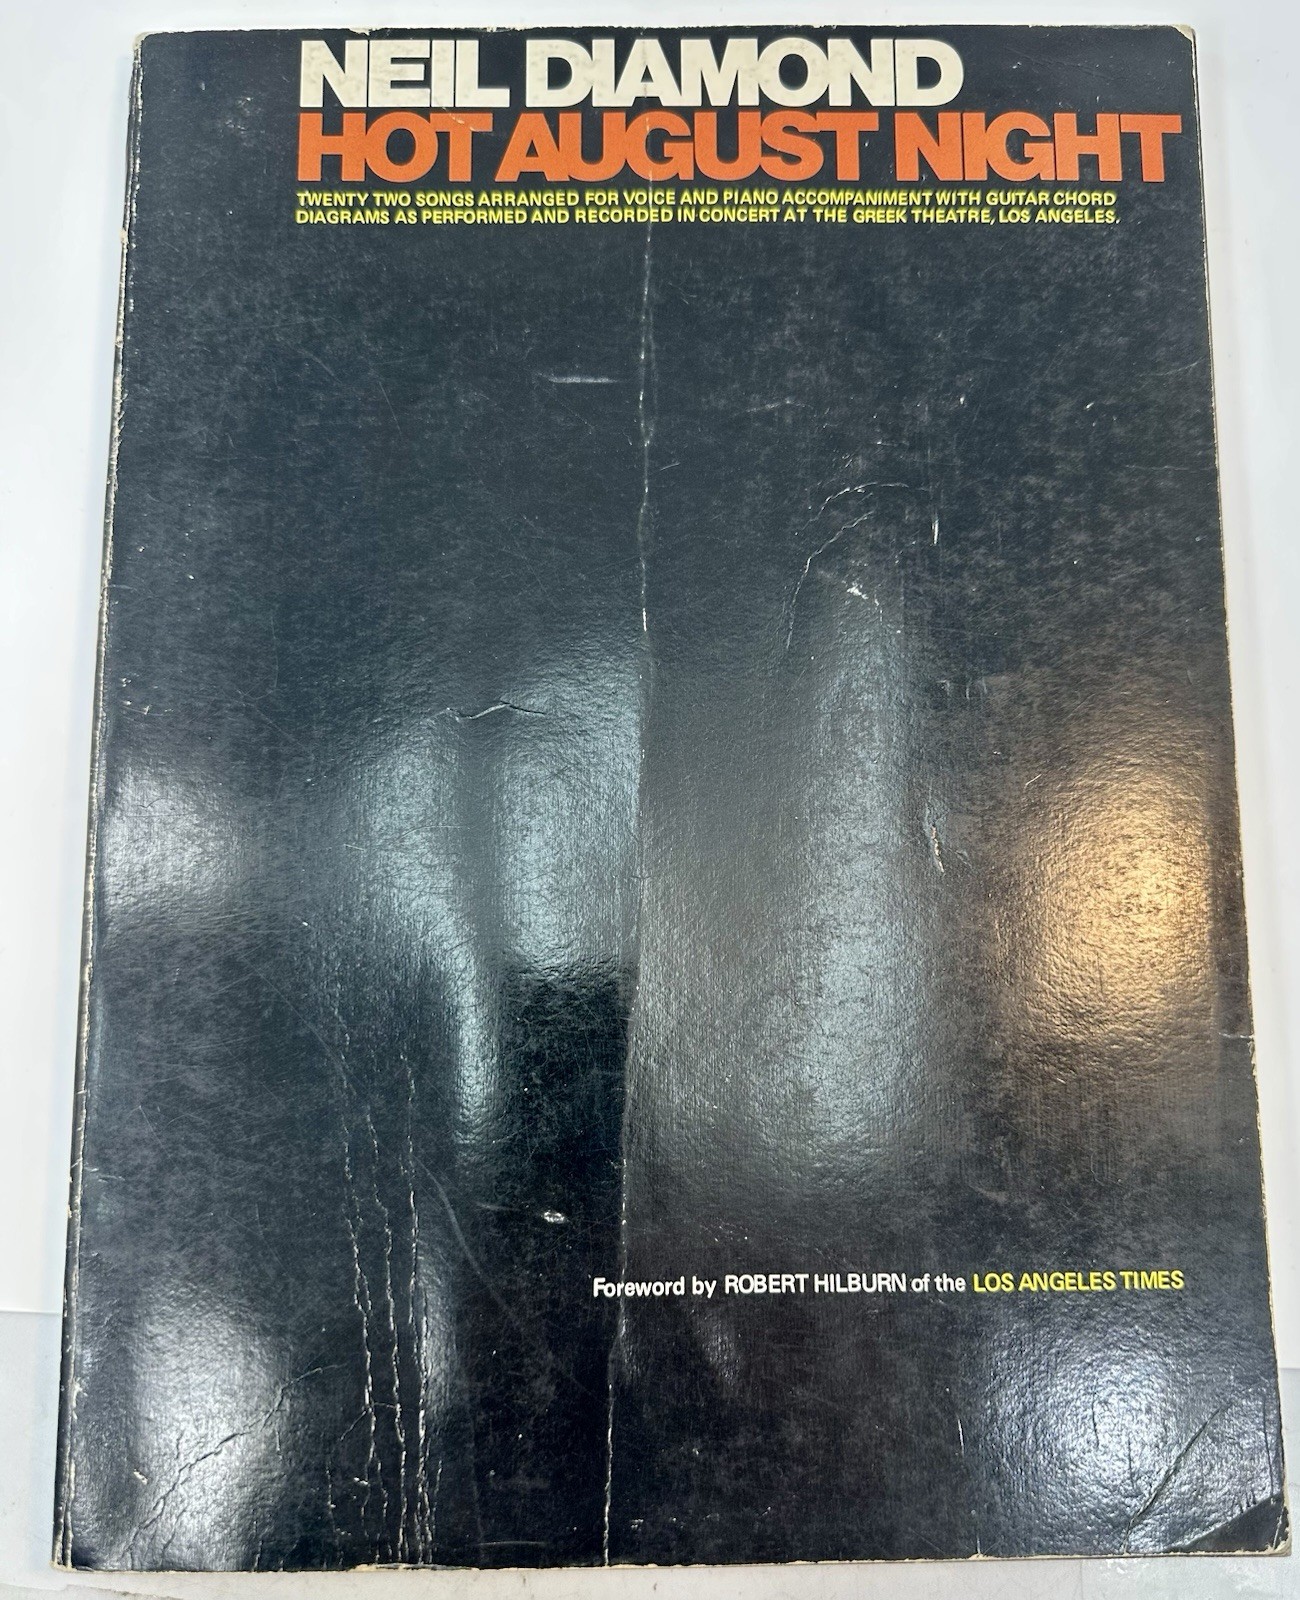 NEIL DIAMOND
HOT AUGUST NIGHT
TWENTY TWO SONGS ARRANGED FOR VOICE AND PIANO ACCOMPANIMENT WITH GUITAR CHORD
DIAGRAMS AS PERFORMED AND RECORDED IN CONCERT AT THE GREEK THEATRE, LOS ANGELES.
Foreword by ROBERT HILBURN of the LOS ANGELES TIMES